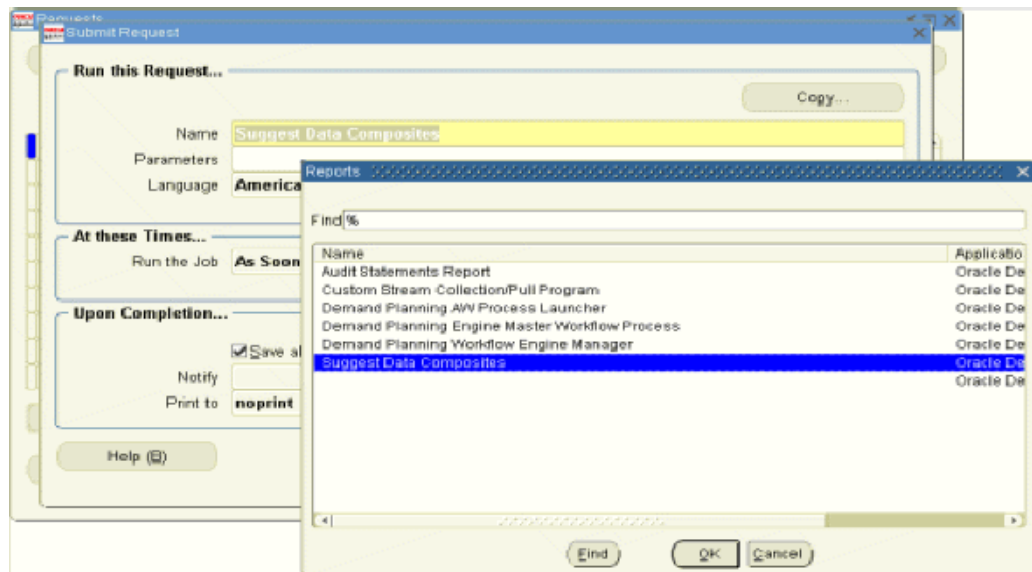 Requests
Submit Request
Run this Request...
Copy...
Name Suggest Data Composites
Parameters
Language America
At these Times...
Run the Job As Soon
Upon Completion...
Save al
Notify
Print to noprint
Help (B)
Reports
Find %
Name Applicatio
Audit Statements Report Oracle De
Custom Stream Collection/Pull Program Oracle De
Demand Planning AW Process Launcher Oracle De
Demand Planning Engine Master Workflow Process Oracle De
Demand Planning Workflow Engine Manager Oracle De
Suggest Data Composites Oracle De
Oracle De
Find OK Cancel